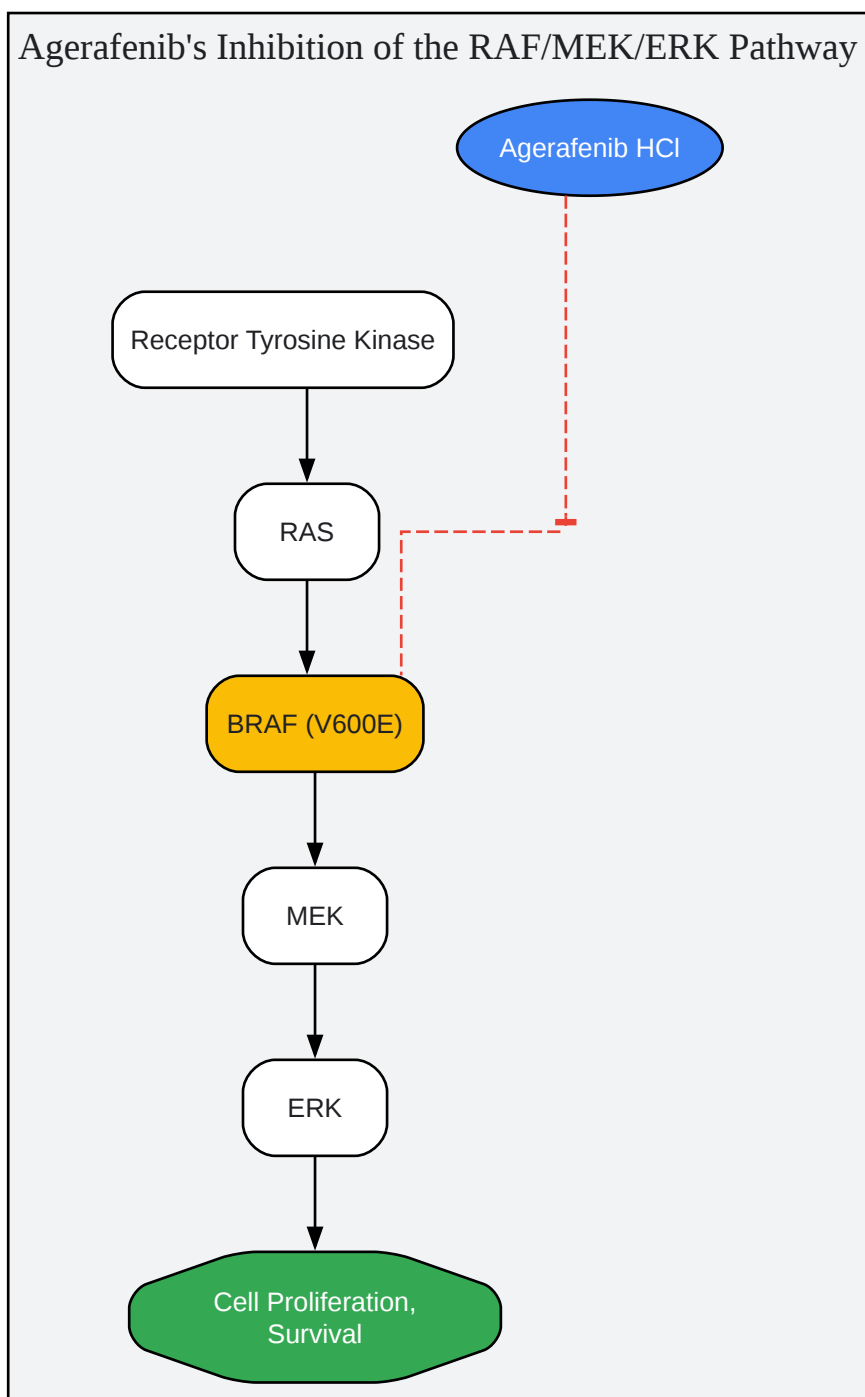 Agerafenib's Inhibition of the RAF/MEK/ERK Pathway
Agerafenib HCl
Receptor Tyrosine Kinase
RAS
BRAF (V600E)
MEK
ERK
Cell Proliferation,
Survival